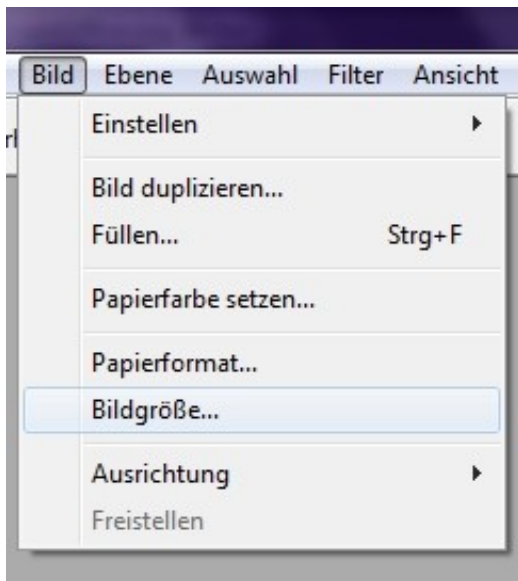 Bild Ebene Auswahl Filter Ansicht
Einstellen
Bild duplizieren...
Füllen... Strg+F
Papierfarbe setzen...
Papierformat...
Bildgröße...
Ausrichtung
Freistellen